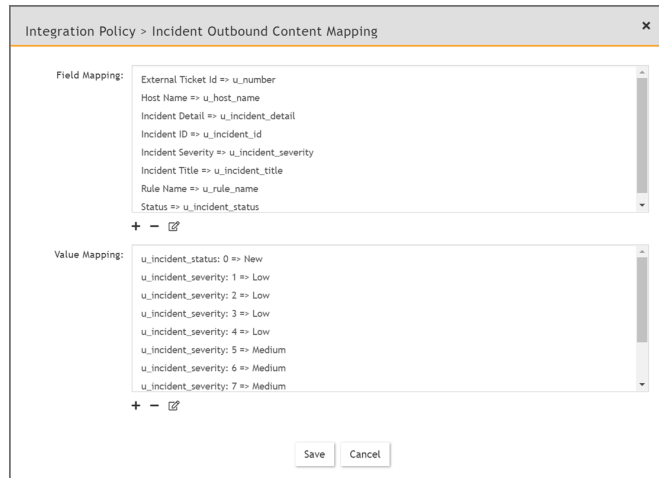 Integration Policy > Incident Outbound Content Mapping
Field Mapping:
External Ticket Id => u_number
Host Name => u_host_name
Incident Detail => u_incident_detail
Incident ID => u_incident_id
Incident Severity => u_incident_severity
Incident Title => u_incident_title
Rule Name => u_rule_name
Status => u_incident_status
Value Mapping:
u_incident_status: 0 => New
u_incident_severity: 1 => Low
u_incident_severity: 2 => Low
u_incident_severity: 3 => Low
u_incident_severity: 4 => Low
u_incident_severity: 5 => Medium
u_incident_severity: 6 => Medium
u_incident_severity: 7 => Medium
Save Cancel